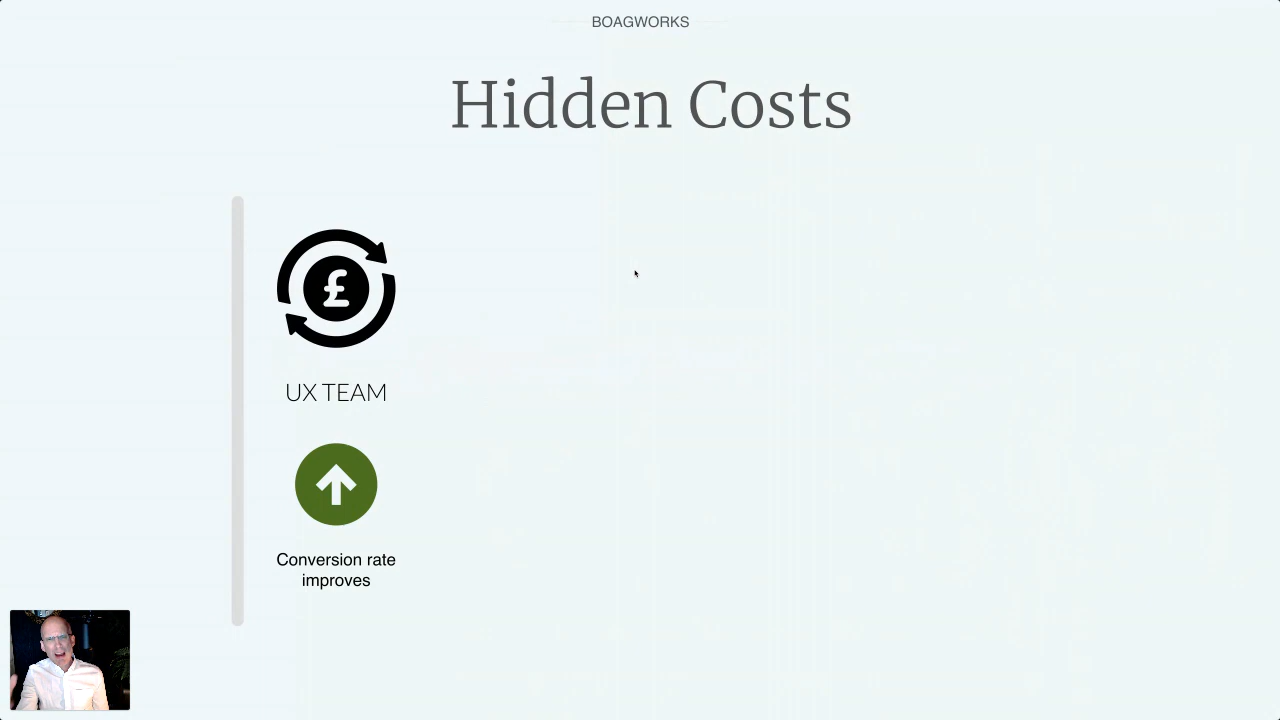 BOAGWORKS
Hidden Costs
£
UX TEAM
Conversion rate
improves